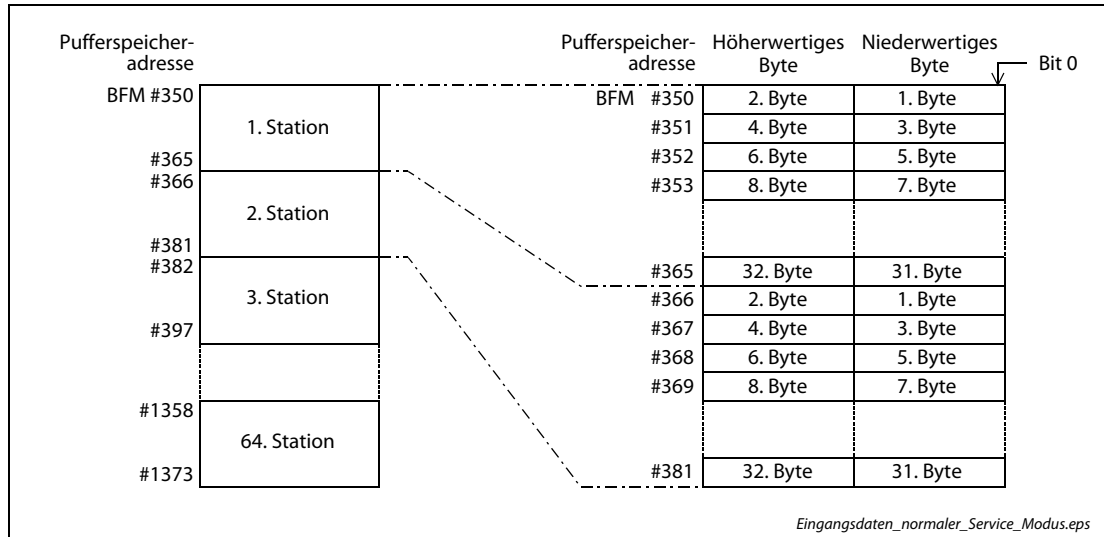 Pufferspeicher-
adresse
BFM #350
1. Station
#365
#366
2. Station
#381
#382
3. Station
#397
#1358
64. Station
#1373
Pufferspeicher-
adresse
Höherwertiges
Byte
Niederwertiges
Byte
Bit 0
BFM #350 2. Byte 1. Byte
#351 4. Byte 3. Byte
#352 6. Byte 5. Byte
#353 8. Byte 7. Byte
#365 32. Byte 31. Byte
#366 2. Byte 1. Byte
#367 4. Byte 3. Byte
#368 6. Byte 5. Byte
#369 8. Byte 7. Byte
#381 32. Byte 31. Byte
Eingangsdaten_normaler_Service_Modus.eps